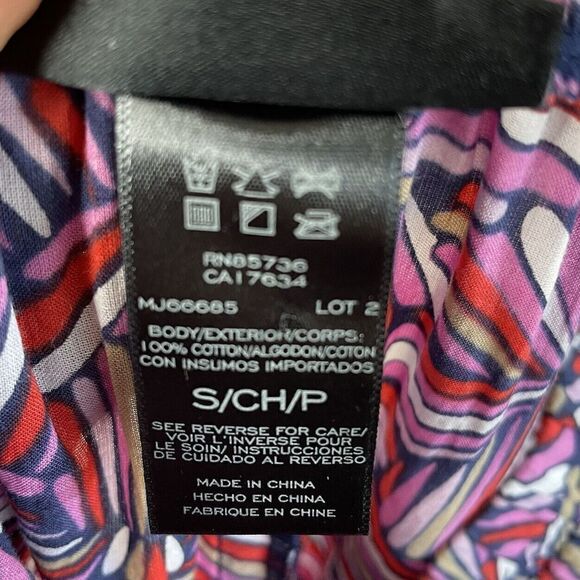 RN85736
CA17634
MJ66685 LOT 2
BODY/EXTERIOR/CORPS:
100% COTTON/ALGODON/COTON
CON INSUMOS IMPORTADOS
S/CH/P
SEE REVERSE FOR CARE/
VOIR L'INVERSE POUR
LE SOIN/ INSTRUCCIONES
DE CUIDADO AL REVERSO
MADE IN CHINA
HECHO EN CHINA
FABRIQUE EN CHINE